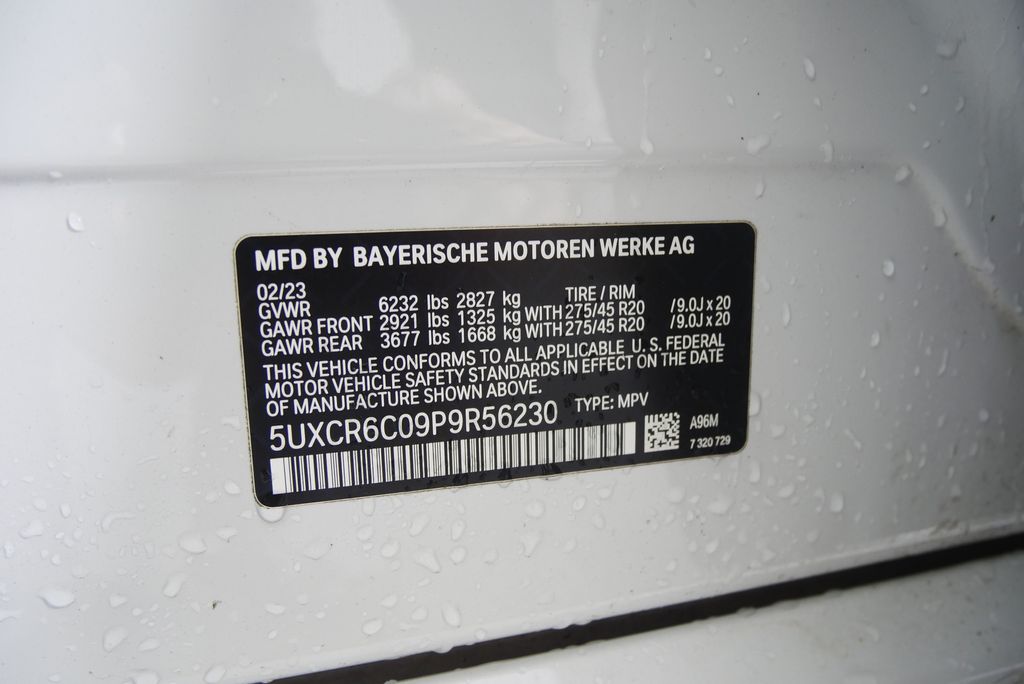 MFD BY BAYERISCHE MOTOREN WERKE AG
02/23 TIRE / RIM
GVWR 6232 lbs 2827 kg
GAWR FRONT 2921 lbs 1325 kg WITH 275/45 R20 /9.0J x 20
GAWR REAR 3677 lbs 1668 kg WITH 275/45 R20 /9.0J x 20
THIS VEHICLE CONFORMS TO ALL APPLICABLE U. S. FEDERAL
MOTOR VEHICLE SAFETY STANDARDS IN EFFECT ON THE DATE
OF MANUFACTURE SHOWN ABOVE.
5UXCR6C09P9R56230 TYPE: MPV
A96M
7 320 729